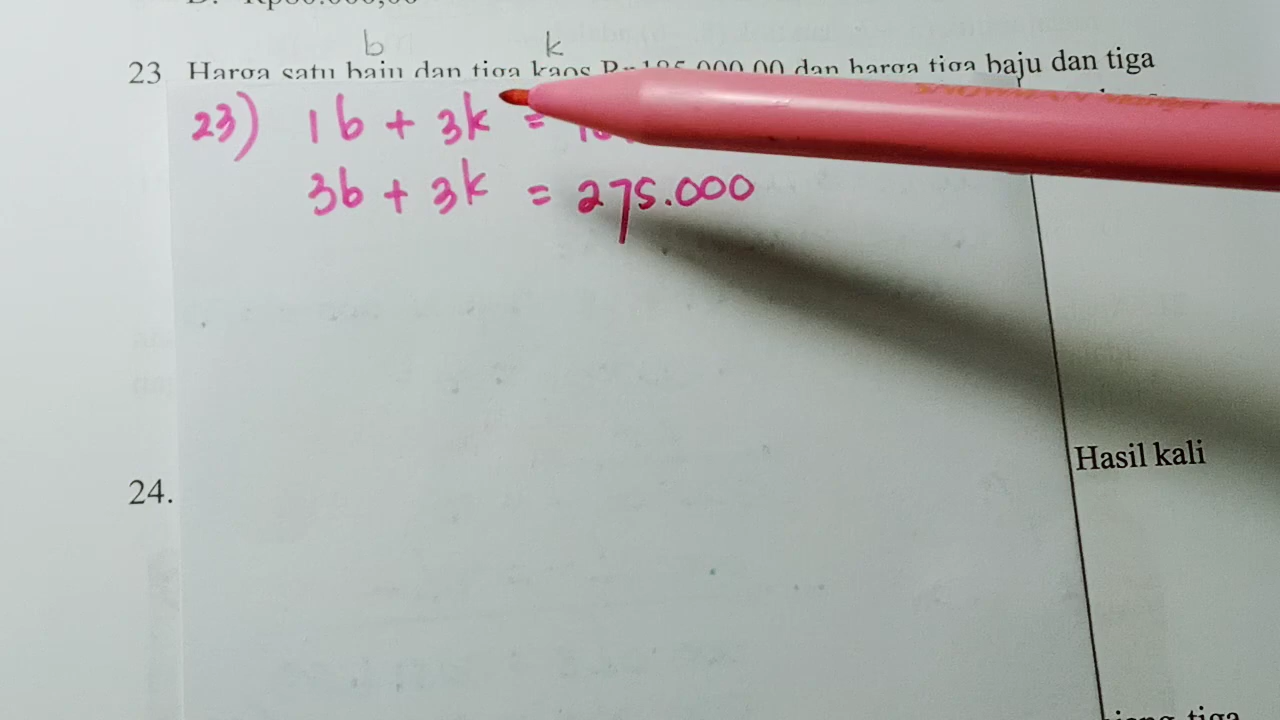 b k
23 Harga satu baju dan tiga kaos dan harga tiga baju dan tiga
23) 1b + 3k =
3b + 3k = 275.000
Hasil kali
24.
tiga